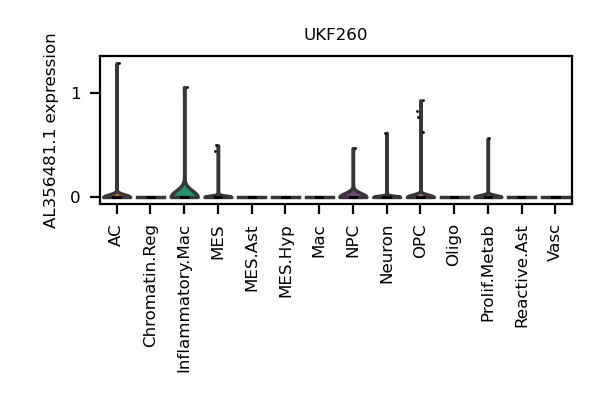 UKF260
AL356481.1 expression
1
0
AC
Chromatin.Reg
Inflammatory.Mac
MES
MES.Ast
MES.Hyp
Mac
NPC
Neuron
OPC
Oligo
Prolif.Metab
Reactive.Ast
Vasc